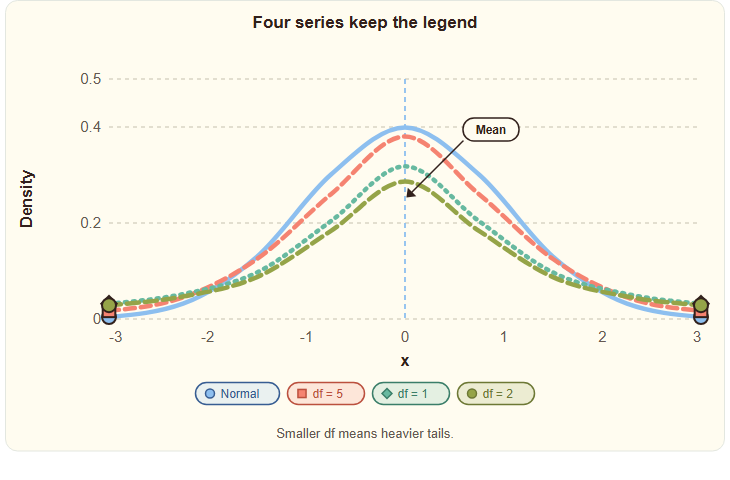 Four series keep the legend
0.5
0.4
Mean
Density
0.2
0
-3 -2 -1 0 1 2 3
x
Normal df = 5 df = 1 df = 2
Smaller df means heavier tails.